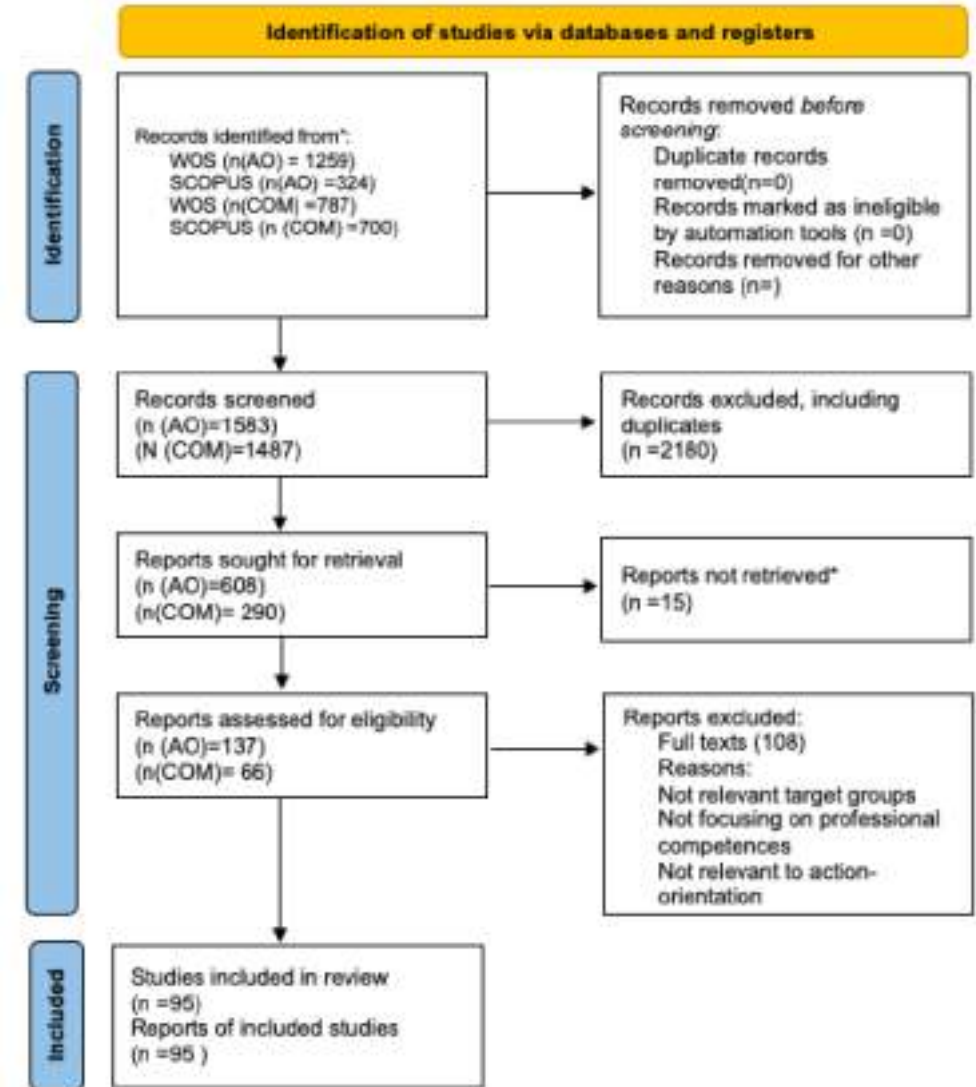 Identification of studies via databases and registers
Identification
Records identified from*:
WOS (n(AO) = 1259)
SCOPUS (n(AO) =324)
WOS (n(COM) =787)
SCOPUS (n (COM) =700)
Records removed before
screening:
Duplicate records
removed(n=0)
Records marked as ineligible
by automation tools (n =0)
Records removed for other
reasons (n=)
Screening
Records screened
(n (AO)=1583)
(N (COM)=1487)
Records excluded, including
duplicates
(n =2180)
Reports sought for retrieval
(n (AO)=608)
(n(COM)= 290)
Reports not retrieved*
(n =15)
Reports assessed for eligibility
(n (AO)=137)
(n(COM)= 66)
Reports excluded:
Full texts (108)
Reasons:
Not relevant target groups
Not focusing on professional
competences
Not relevant to action-
orientation
Included
Studies included in review
(n =95)
Reports of included studies
(n =95 )